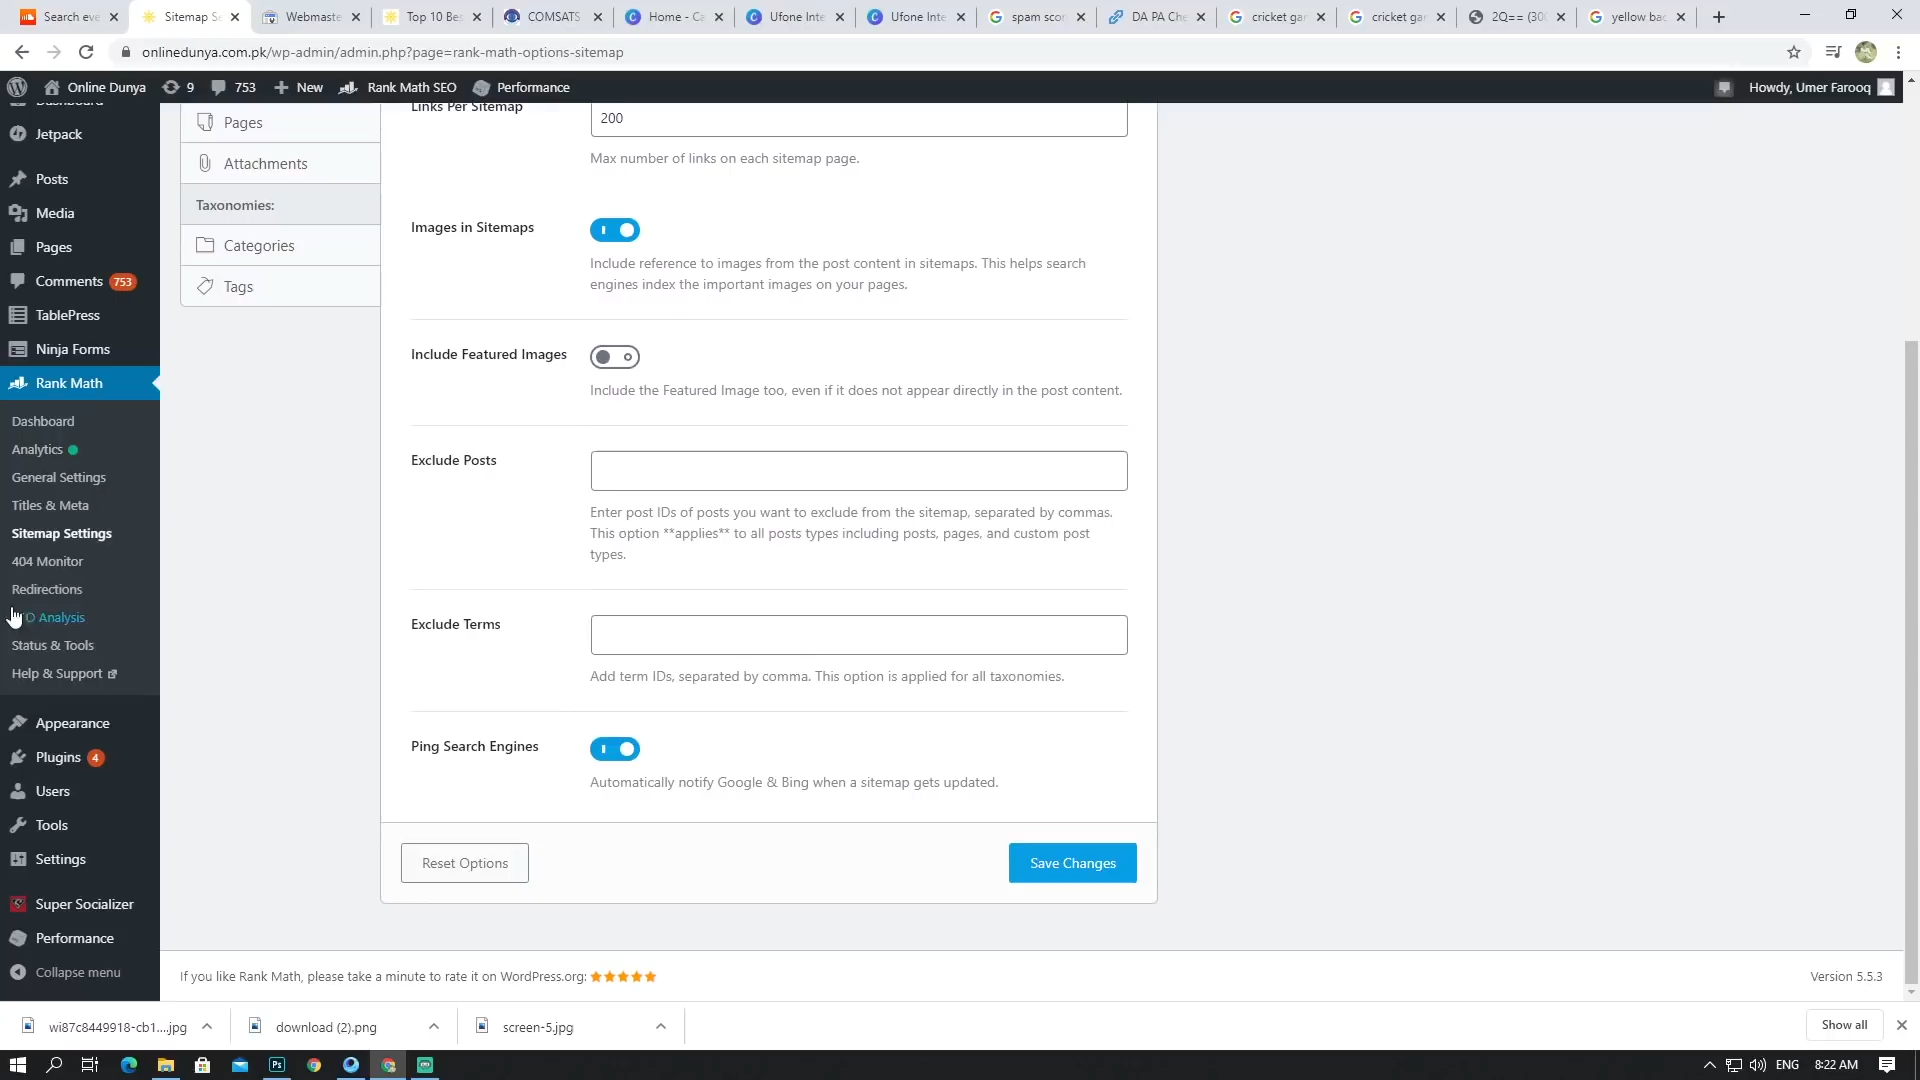 Search eve
Sitemap Se
Webmaste
Top 10 Bes
COMSATS
Home - Ca
Ufone Inte
Ufone Inte
spam scor
DA PA Che
cricket gar
cricket gar
2Q== (300
yellow bac
onlinedunya.com.pk/wp-admin/admin.php?page=rank-math-options-sitemap
Online Dunya
9
753
New
Rank Math SEO
Performance
Howdy, Umer Farooq
Dashboard
Jetpack
Posts
Media
Pages
Comments 753
TablePress
Ninja Forms
Rank Math
Dashboard
Analytics
General Settings
Titles & Meta
Sitemap Settings
404 Monitor
Redirections
O Analysis
Status & Tools
Help & Support
Appearance
Plugins 4
Users
Tools
Settings
Super Socializer
Performance
Collapse menu
Pages
Attachments
Taxonomies:
Categories
Tags
Links Per Sitemap
200
Max number of links on each sitemap page.
Images in Sitemaps
Include reference to images from the post content in sitemaps. This helps search
engines index the important images on your pages.
Include Featured Images
Include the Featured Image too, even if it does not appear directly in the post content.
Exclude Posts
Enter post IDs of posts you want to exclude from the sitemap, separated by commas.
This option **applies** to all posts types including posts, pages, and custom post
types.
Exclude Terms
Add term IDs, separated by comma. This option is applied for all taxonomies.
Ping Search Engines
Automatically notify Google & Bing when a sitemap gets updated.
Reset Options
Save Changes
If you like Rank Math, please take a minute to rate it on WordPress.org:
Version 5.5.3
wi87c8449918-cb1....jpg
download (2).png
screen-5.jpg
Show all
Ps
ENG
8:22 AM